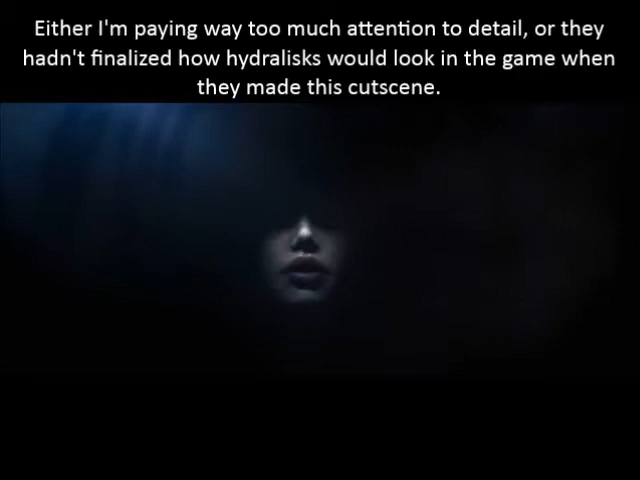 Either I'm paying way too much attention to detail, or they
hadn't finalized how hydralisks would look in the game when
they made this cutscene.